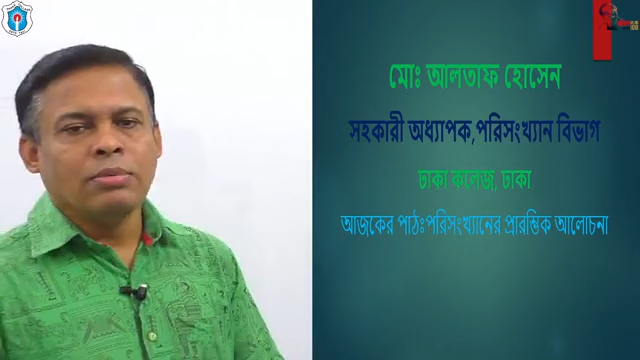 মোঃ আলতাফ হোসেন
সহকারী অধ্যাপক,পরিসংখ্যান বিভাগ
ঢাকা কলেজ, ঢাকা
আজকের পাঠঃপরিসংখ্যানের প্রারম্ভিক আলোচনা